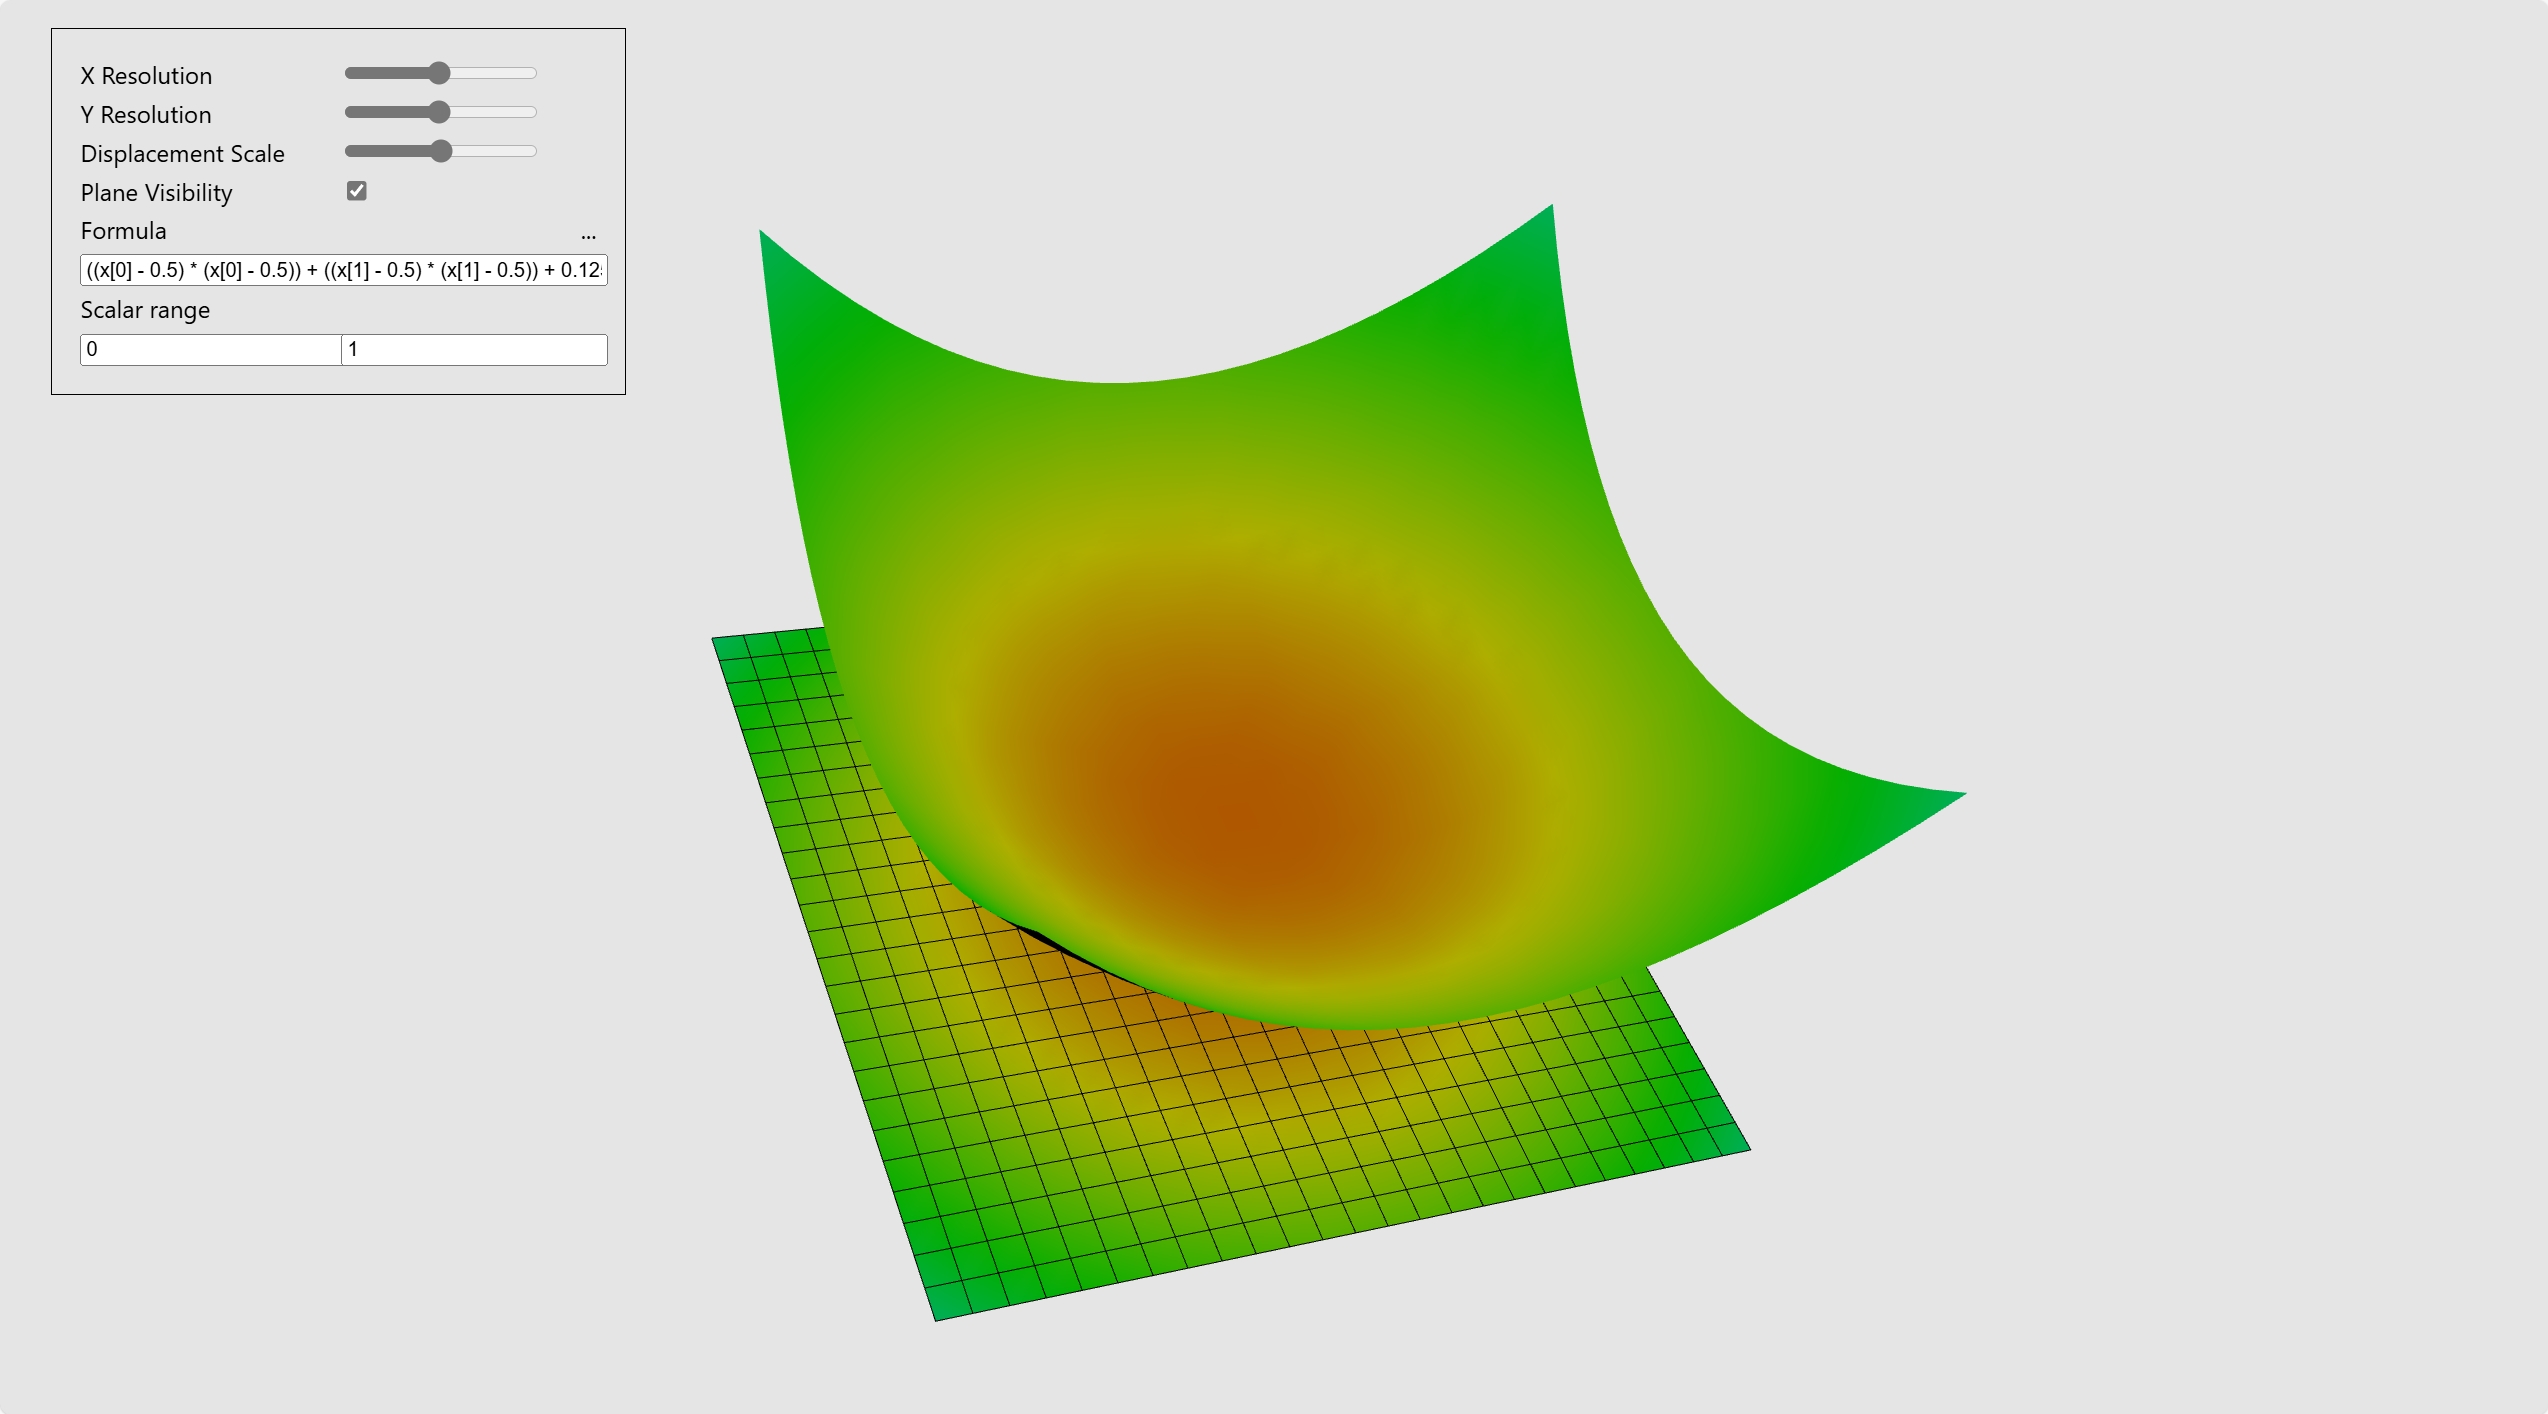 X Resolution
Y Resolution
Displacement Scale
Plane Visibility
Formula ...
((x[0] - 0.5) * (x[0] - 0.5)) + ((x[1] - 0.5) * (x[1] - 0.5)) + 0.12
Scalar range
0 1